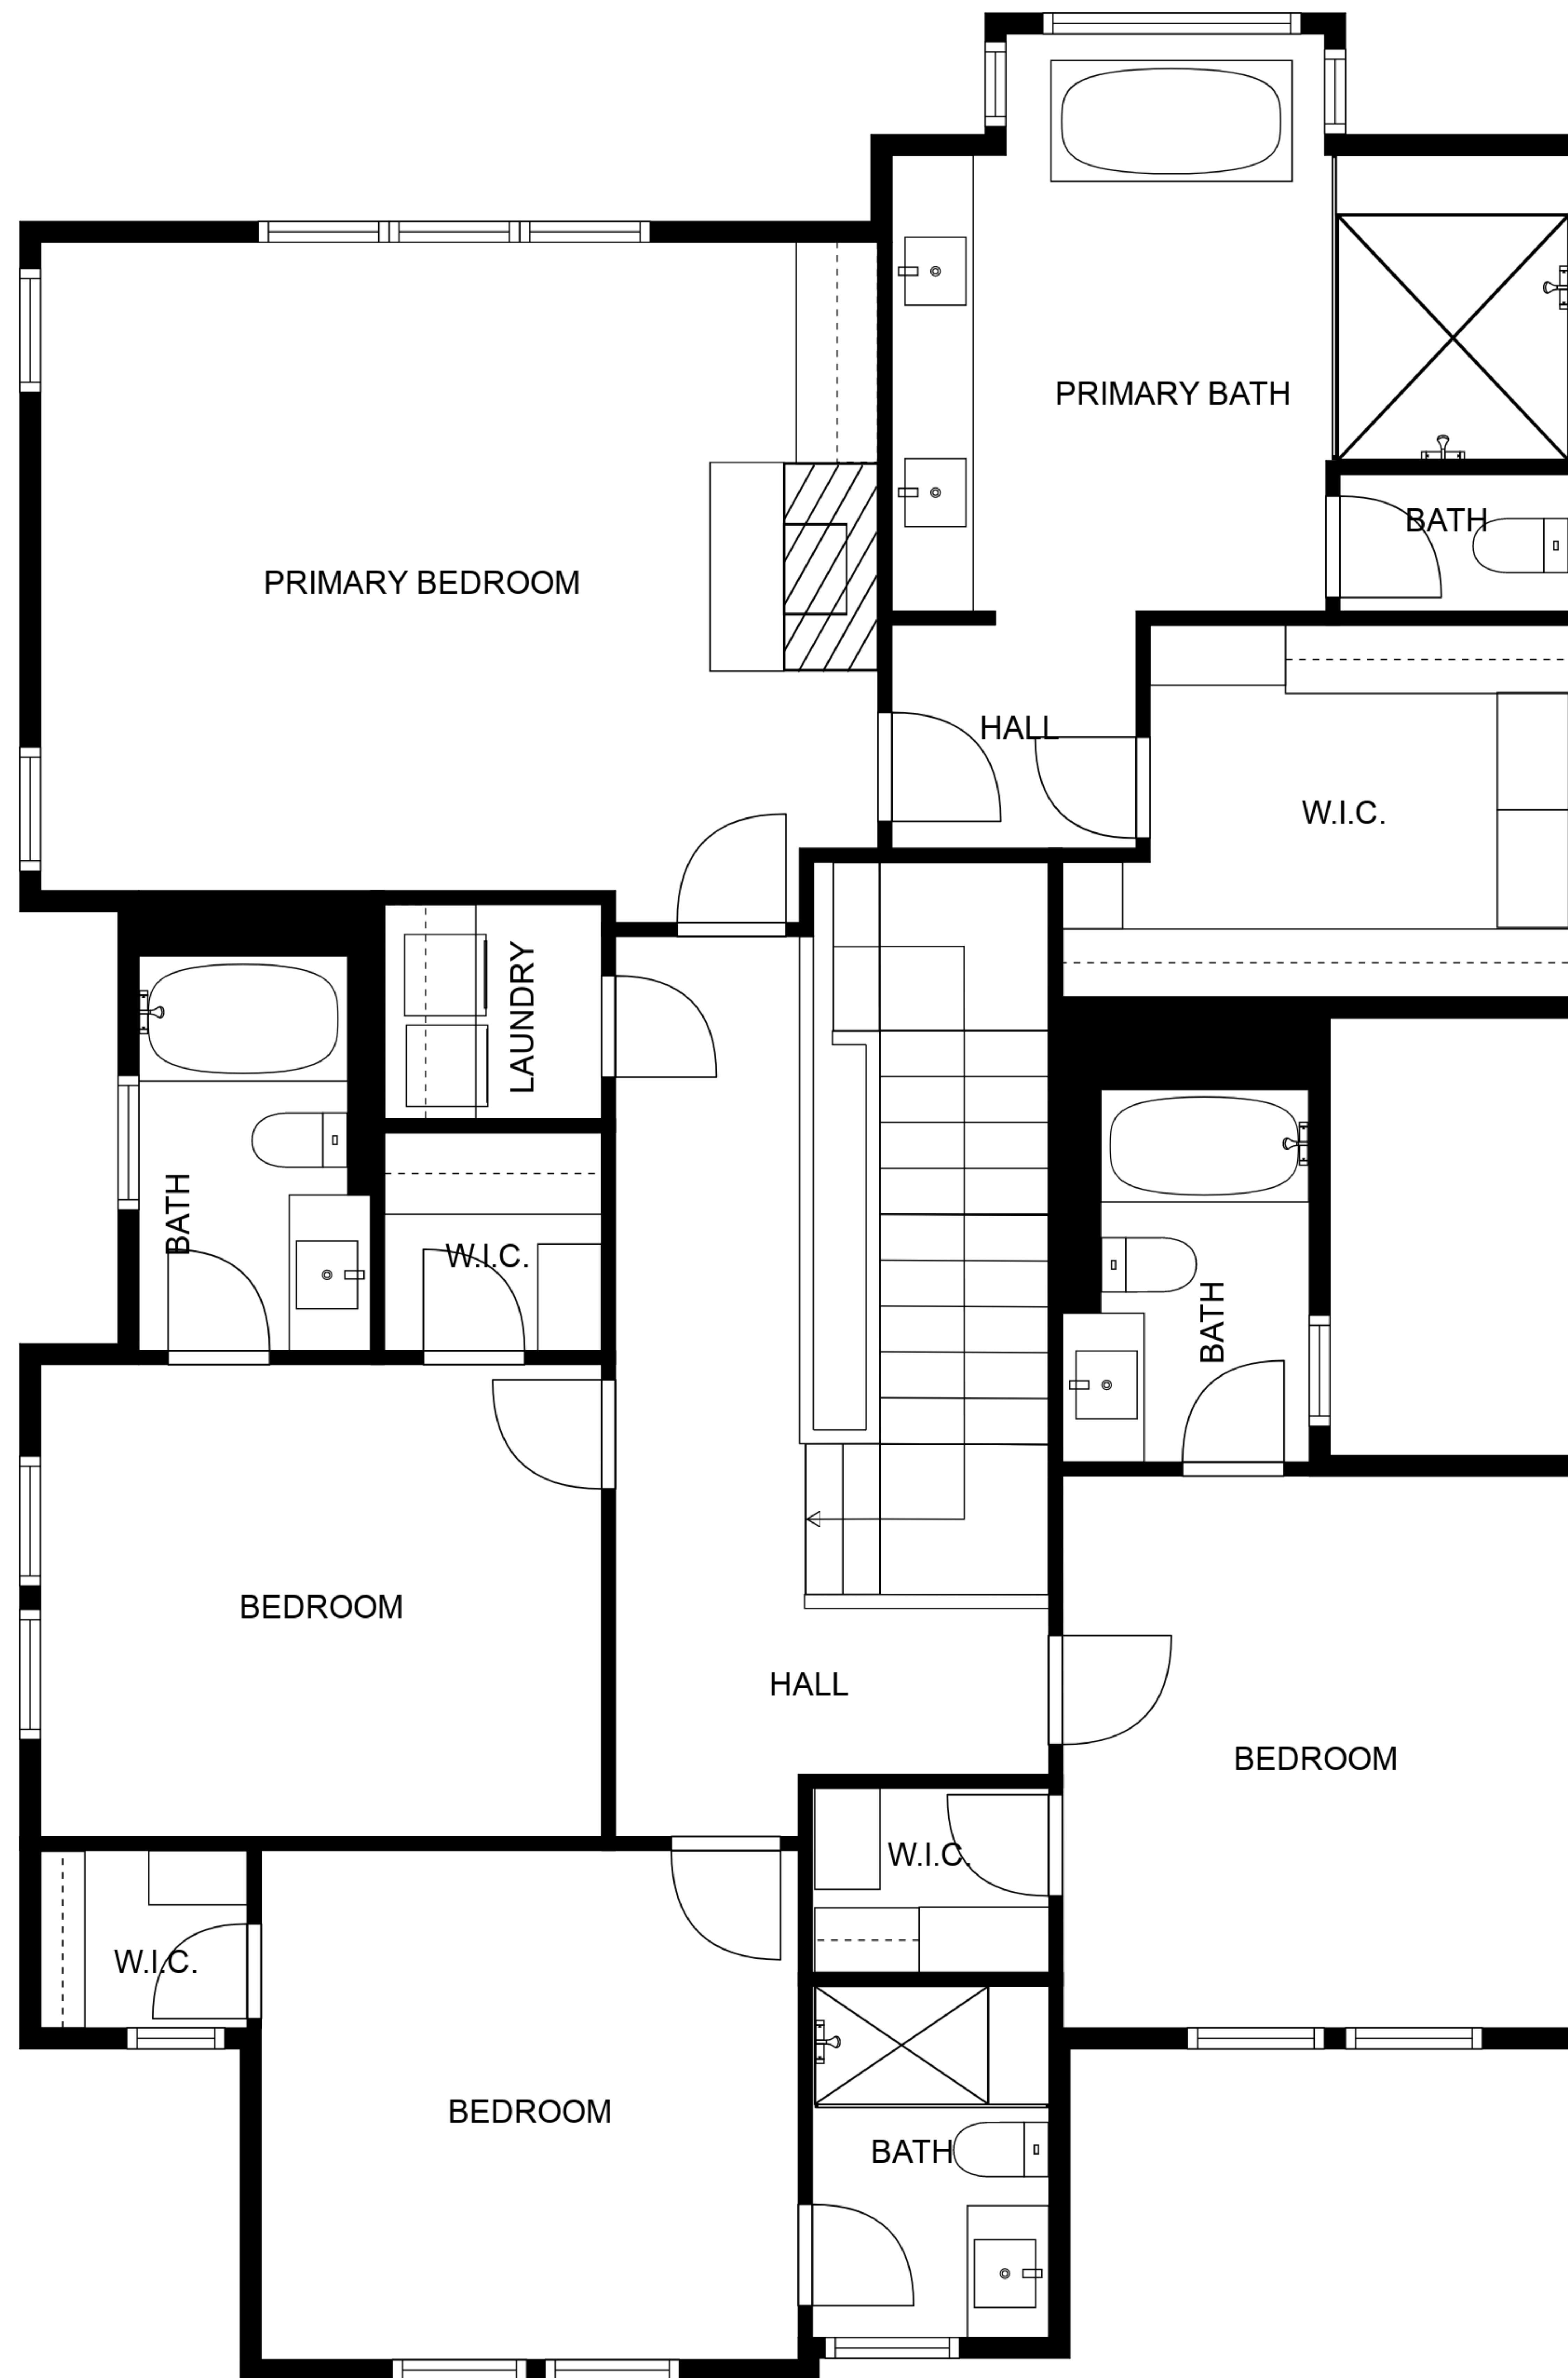 PRIMARY BATH
BATH
PRIMARY BEDROOM
HALL
W.I.C.
LAUNDRY
BATH
W.I.C.
BATH
BEDROOM
HALL
BEDROOM
W.I.C.
W.I.C.
BEDROOM
BATH